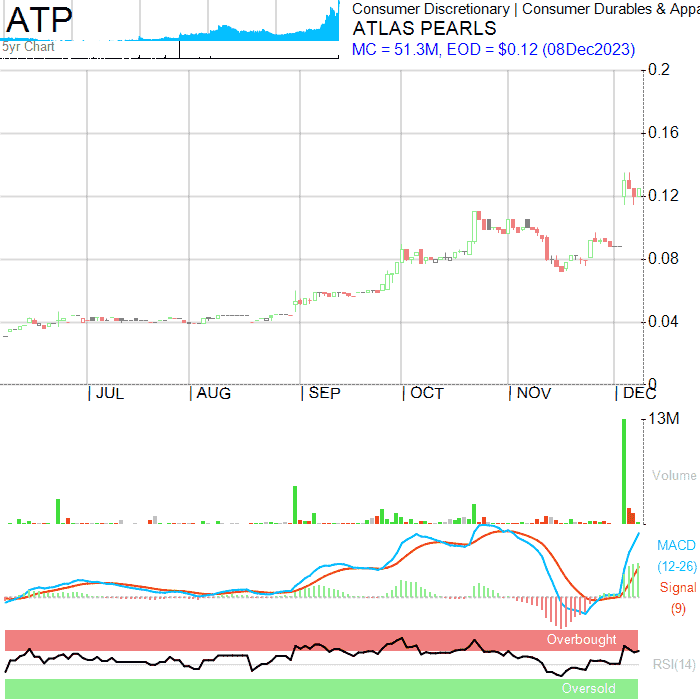 ATP
5yr Chart
Consumer Discretionary | Consumer Durables & Appa
ATLAS PEARLS
MC = 51.3M, EOD = $0.12 (08Dec2023)
0.2
0.16
0.12
0.08
0.04
0
| JUL | AUG | SEP | OCT | NOV | DEC
13M
Volume
MACD
(12-26)
Signal
(9)
Overbought
RSI(14)
Oversold